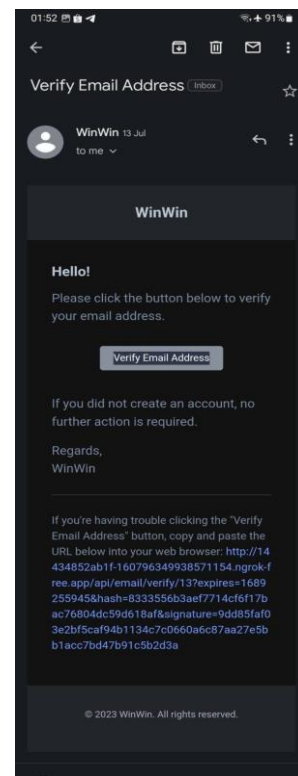 01:52
91%
Verify Email Address Inbox
WinWin 13 Jul
to me
WinWin
Hello!
Please click the button below to verify
your email address.
Verify Email Address
If you did not create an account, no
further action is required.
Regards,
WinWin
If you're having trouble clicking the "Verify
Email Address" button, copy and paste the
URL below into your web browser: http://14
434852ab1f-160796349938571154.ngrok-f
ree.app/api/email/verify/13?expires=1689
255945&hash=8333556b3aef7714cf6f17b
ac76804dc59d618af&signature=9dd85faf0
3e2bf5caf94b1134c7c0660a6c87aa27e5b
b1acc7bd47b91c5b2d3a
© 2023 WinWin. All rights reserved.